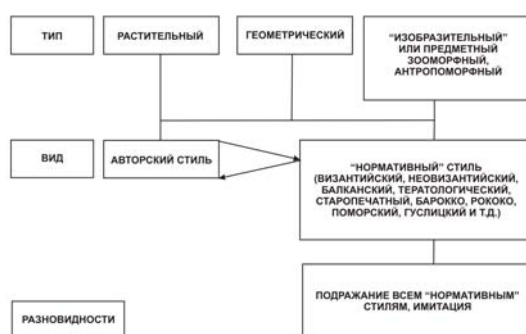 ТИП
РАСТИТЕЛЬНЫЙ
ГЕОМЕТРИЧЕСКИЙ
“ИЗОБРАЗИТЕЛЬНЫЙ”
ИЛИ ПРЕДМЕТНЫЙ
ЗООМОРФНЫЙ,
АНТРОПОМОРФНЫЙ
ВИД
АВТОРСКИЙ СТИЛЬ
“НОРМАТИВНЫЙ” СТИЛЬ
(ВИЗАНТИЙСКИЙ, НЕОВИЗАНТИЙСКИЙ,
БАЛКАНСКИЙ, ТЕРАТОЛОГИЧЕСКИЙ,
СТАРОПЕЧАТНЫЙ, БАРОККО, РОКОКО,
ПОМОРСКИЙ, ГУСЛИЦКИЙ И Т.Д.)
РАЗНОВИДНОСТИ
ПОДРАЖАНИЕ ВСЕМ “НОРМАТИВНЫМ”
СТИЛЯМ, ИМИТАЦИЯ